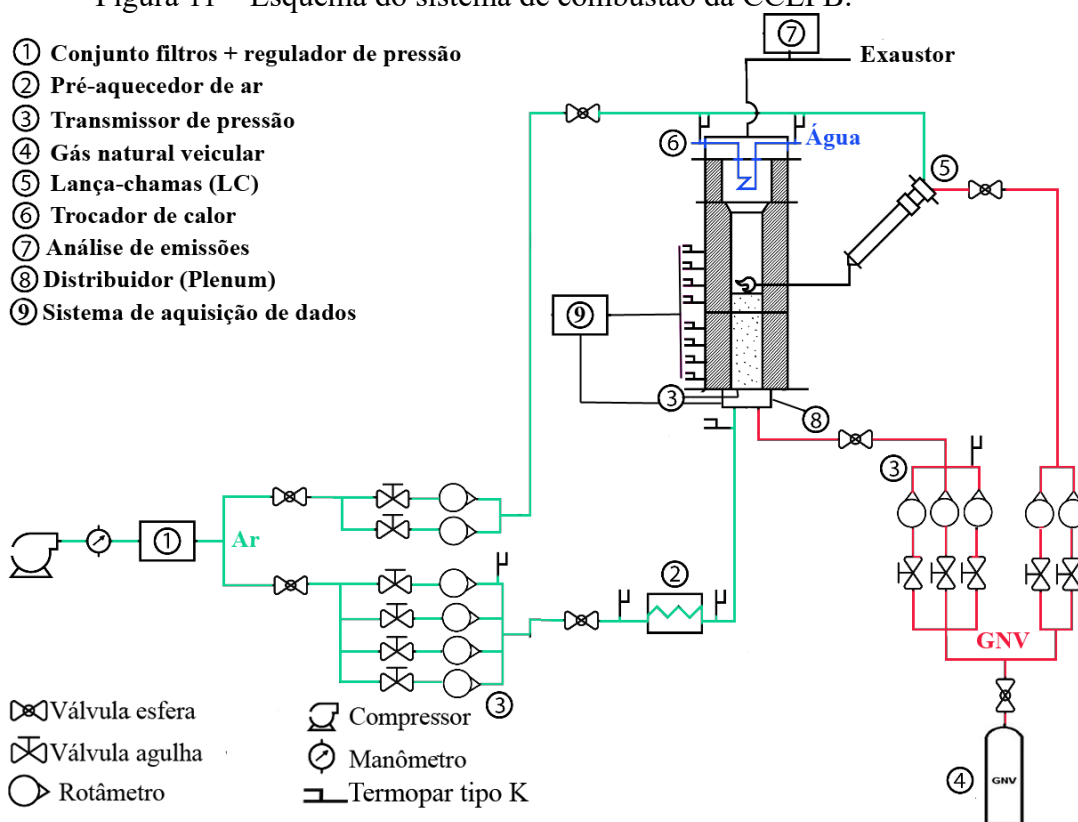 Figura 11 – Esquema do sistema de combustão da CCLFB.
① Conjunto filtros + regulador de pressão
② Pré-aquecedor de ar
③ Transmissor de pressão
④ Gás natural veicular
⑤ Lança-chamas (LC)
⑥ Trocador de calor
⑦ Análise de emissões
⑧ Distribuidor (Plenum)
⑨ Sistema de aquisição de dados
⑦
Exaustor
⑥
Água
⑤
⑨
③
⑧
③
①
Ar
②
GNV
③
④
GNV
Válvula esfera
Válvula agulha
Rotâmetro
Compressor
Manômetro
Termopar tipo K